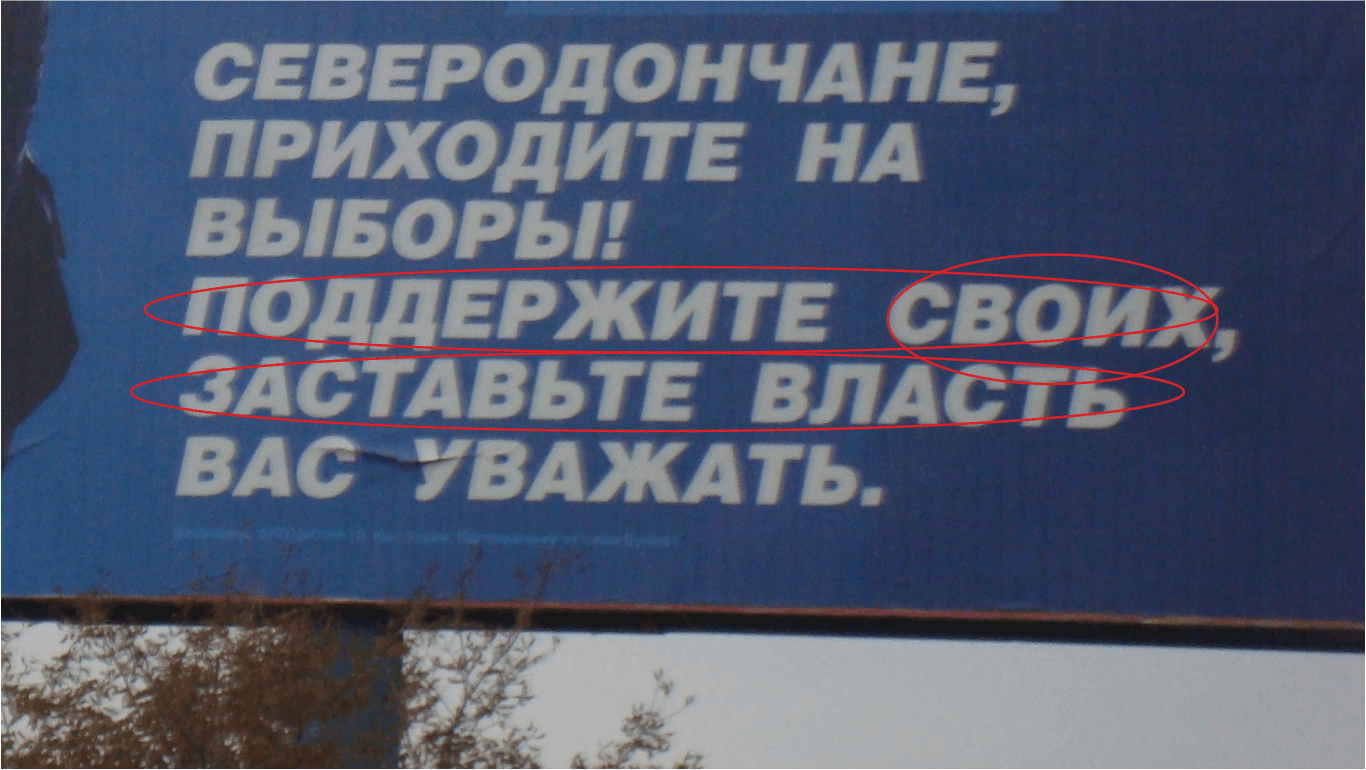 СЕВЕРОДОНЧАНЕ,
ПРИХОДИТЕ НА
ВЫБОРЫ!
ПОДДЕРЖИТЕ СВОИХ,
ЗАСТАВЬТЕ ВЛАСТЬ
ВАС УВАЖАТЬ.